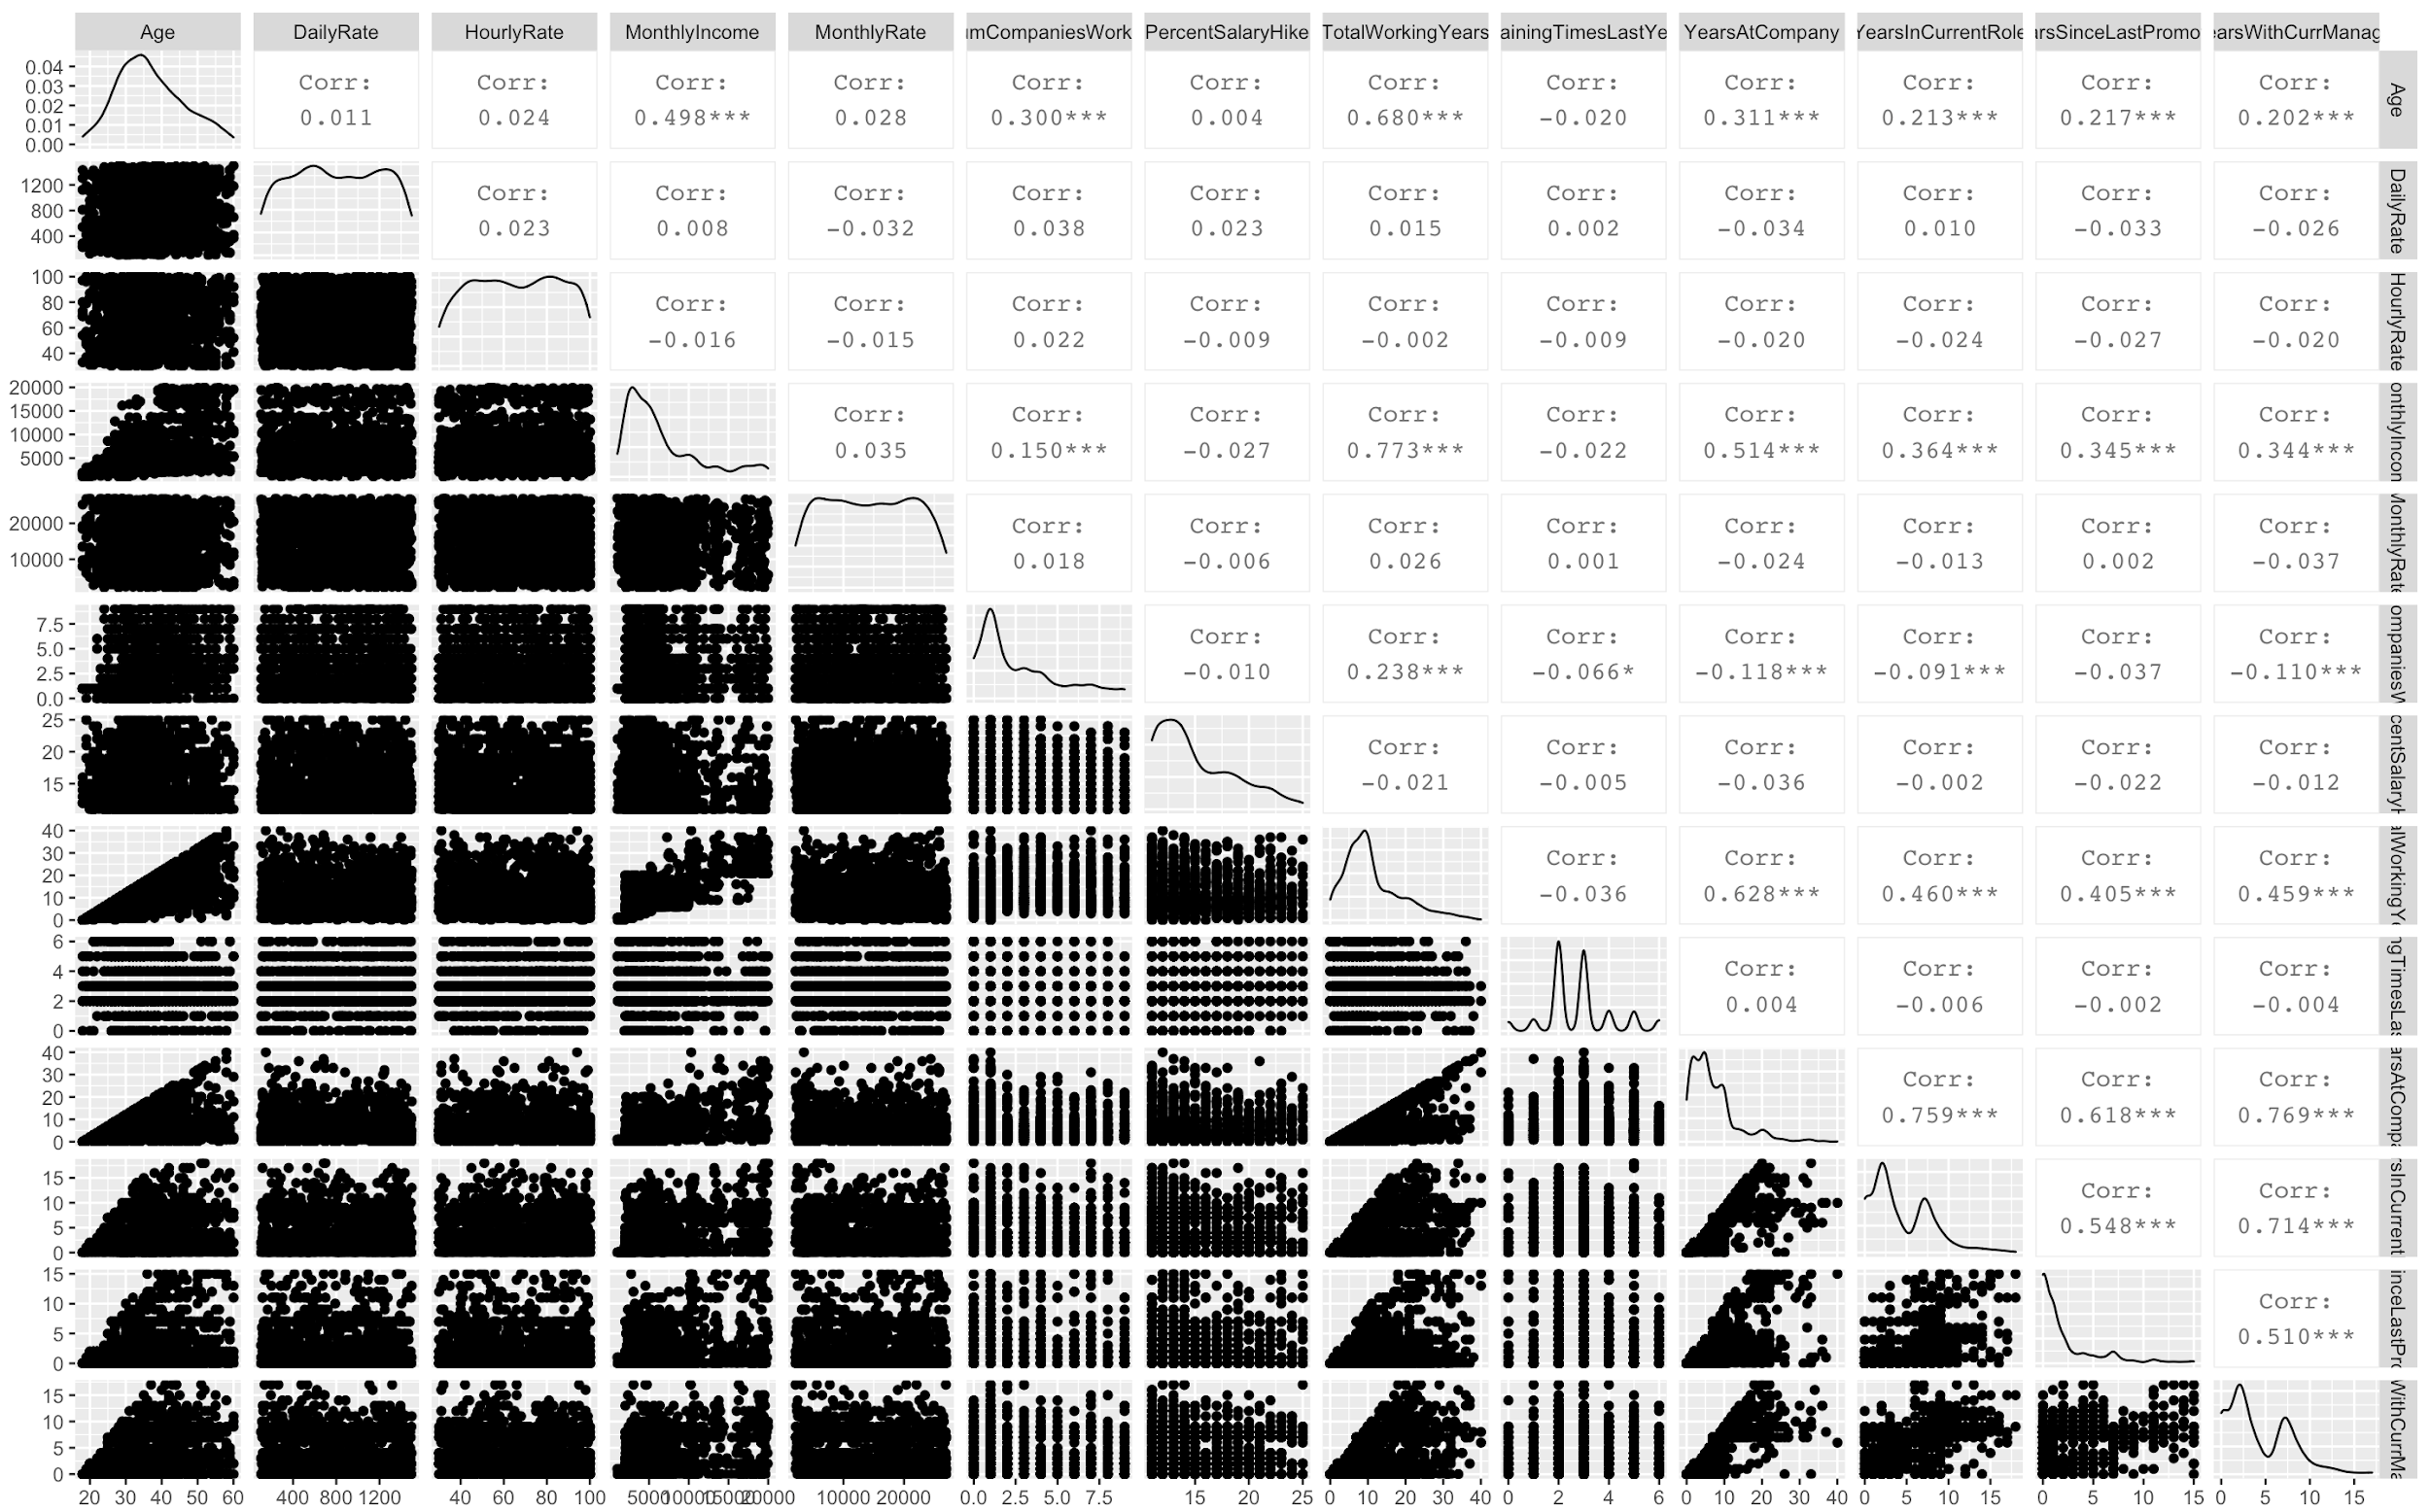 Age DailyRate HourlyRate MonthlyIncome MonthlyRate umCompaniesWork PercentSalaryHike TotalWorkingYears ainingTimesLastYe YearsAtCompany YearsInCurrentRole arsSinceLastPromo earsWithCurrManag
0.04
0.03
0.02
0.01
0.00
Corr: Corr: Corr: Corr: Corr: Corr: Corr: Corr: Corr: Corr: Corr: Corr:
0.011 0.024 0.498*** 0.028 0.300*** 0.004 0.680*** -0.020 0.311*** 0.213*** 0.217*** 0.202***
Age
1200
800
400
Corr: Corr: Corr: Corr: Corr: Corr: Corr: Corr: Corr: Corr: Corr:
0.023 0.008 -0.032 0.038 0.023 0.015 0.002 -0.034 0.010 -0.033 -0.026
DailyRate
100
80
60
40
Corr: Corr: Corr: Corr: Corr: Corr: Corr: Corr: Corr: Corr:
-0.016 -0.015 0.022 -0.009 -0.002 -0.009 -0.020 -0.024 -0.027 -0.020
HourlyRate
20000
15000
10000
5000
Corr: Corr: Corr: Corr: Corr: Corr: Corr: Corr: Corr:
0.035 0.150*** -0.027 0.773*** -0.022 0.514*** 0.364*** 0.345*** 0.344***
onthlyIncon
20000
10000
Corr: Corr: Corr: Corr: Corr: Corr: Corr: Corr:
0.018 -0.006 0.026 0.001 -0.024 -0.013 0.002 -0.037
MonthlyRate
7.5
5.0
2.5
0.0
Corr: Corr: Corr: Corr: Corr: Corr: Corr:
-0.010 0.238*** -0.066* -0.118*** -0.091*** -0.037 -0.110***
ompaniesW
25
20
15
Corr: Corr: Corr: Corr: Corr: Corr:
-0.021 -0.005 -0.036 -0.002 -0.022 -0.012
centSalaryH
40
30
20
10
0
Corr: Corr: Corr: Corr: Corr:
-0.036 0.628*** 0.460*** 0.405*** 0.459***
alWorkingYe
6
4
2
0
Corr: Corr: Corr: Corr:
0.004 -0.006 -0.002 -0.004
ngTimesLas
40
30
20
10
0
Corr: Corr: Corr:
0.759*** 0.618*** 0.769***
arsAtCompa
15
10
5
0
Corr: Corr:
0.548*** 0.714***
rsInCurrent
15
10
5
0
Corr:
0.510***
inceLastPro
15
10
5
0
WithCurrMa
20 30 40 50 60 400 800 1200 40 60 80 100 5000 10000 15000 20000 10000 20000 0.0 2.5 5.0 7.5 15 20 25 0 10 20 30 40 0 2 4 6 0 10 20 30 40 0 5 10 15 0 5 10 15 0 5 10 15